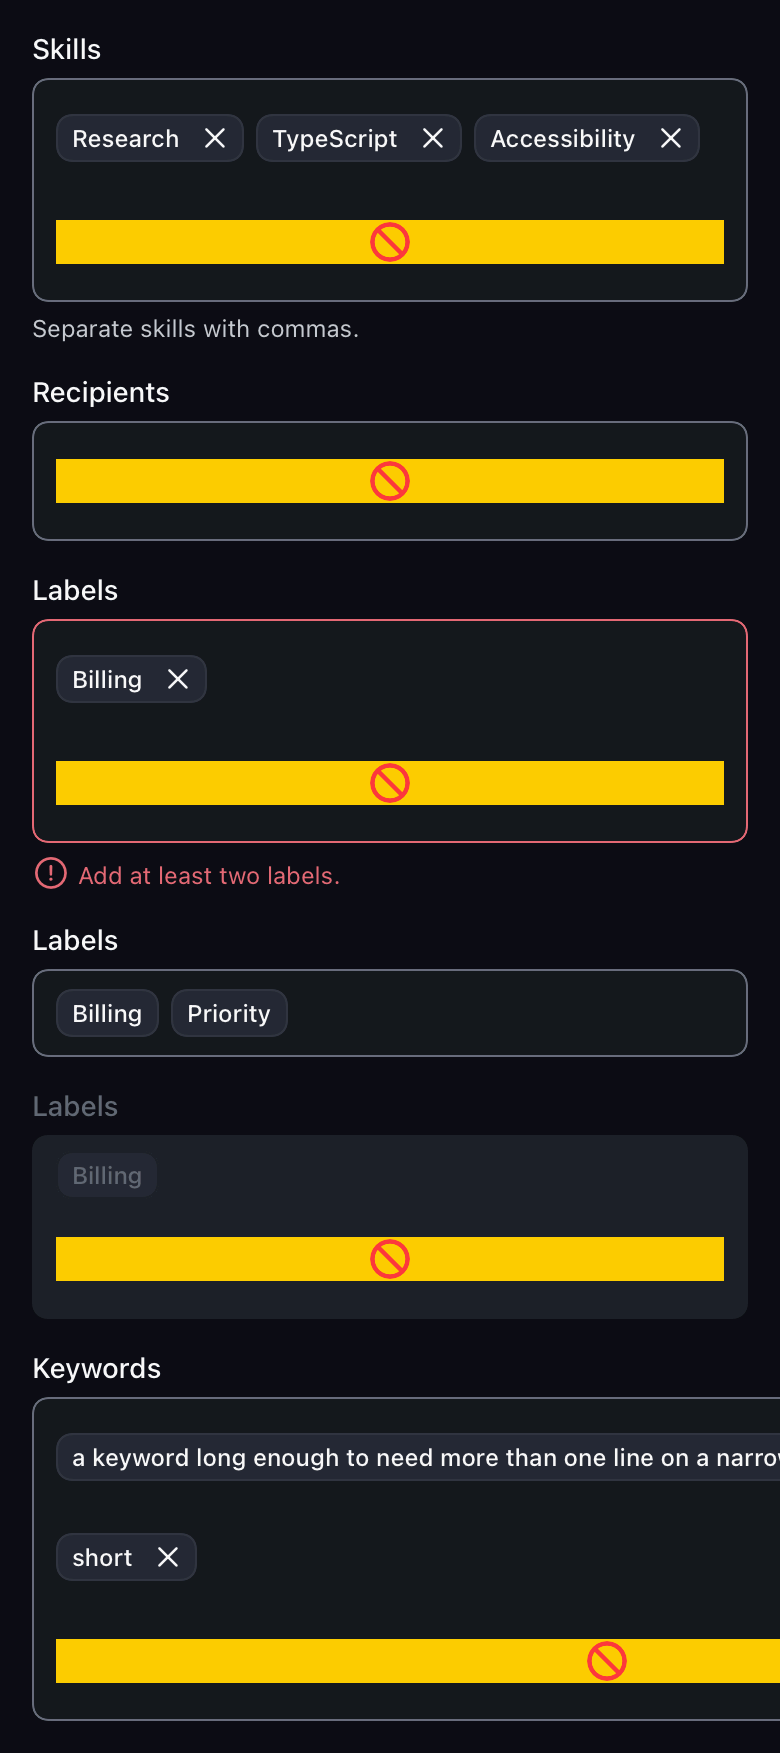 Skills
Research TypeScript Accessibility
Separate skills with commas.
Recipients
Labels
Billing
Add at least two labels.
Labels
Billing Priority
Labels
Billing
Keywords
a keyword long enough to need more than one line on a
short